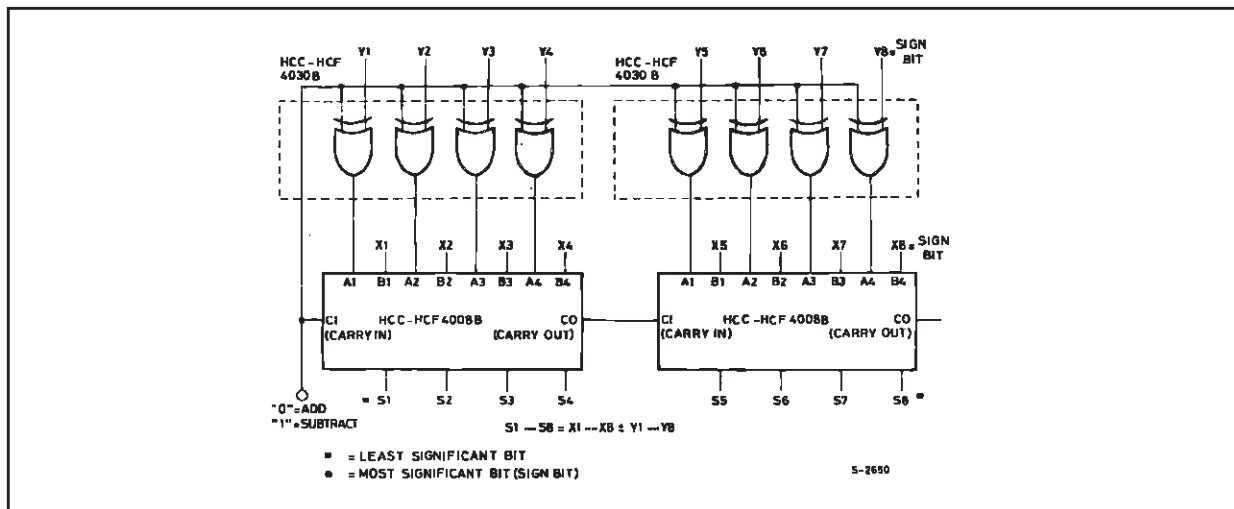 Y1 Y2 Y3 Y4 Y5 Y6 Y7 Y8= SIGN BIT
HCC-HCF 4030B
HCC-HCF 4030B
X1 X2 X3 X4 X5 X6 X7 X8= SIGN BIT
A1 B1 A2 B2 A3 B3 A4 B4
A1 B1 A2 B2 A3 B3 A4 B4
CI HCC-HCF 4008B CO
(CARRY IN) (CARRY OUT)
CI HCC-HCF 4008B CO
(CARRY IN) (CARRY OUT)
* S1 S2 S3 S4 S5 S6 S7 S8 *
"0"=ADD
"1"=SUBTRACT
S1 — S8 = X1 --- X8 ± Y1 — Y8
* = LEAST SIGNIFICANT BIT
• = MOST SIGNIFICANT BIT (SIGN BIT)
S-2650